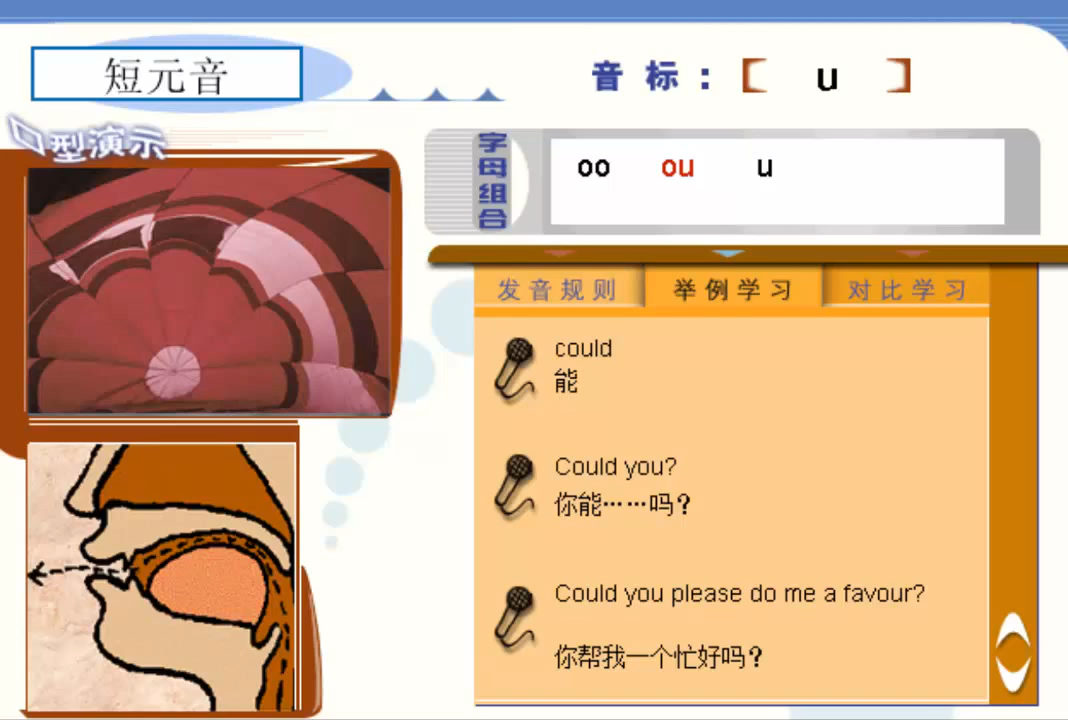 短元音
音标：[ u ]
口型演示
字母组合
oo ou u
发音规则 举例学习 对比学习
could
能
Could you?
你能……吗？
Could you please do me a favour?
你帮我一个忙好吗？